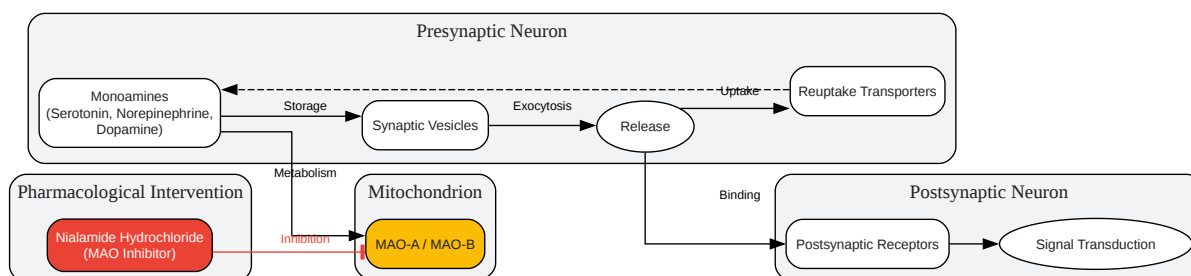 Presynaptic Neuron
Monoamines
(Serotonin, Norepinephrine,
Dopamine)
Storage
Synaptic Vesicles
Exocytosis
Release
Uptake
Reuptake Transporters
Metabolism
Binding
Pharmacological Intervention
Nialamide Hydrochloride
(MAO Inhibitor)
Inhibition
Mitochondrion
MAO-A / MAO-B
Postsynaptic Neuron
Postsynaptic Receptors
Signal Transduction